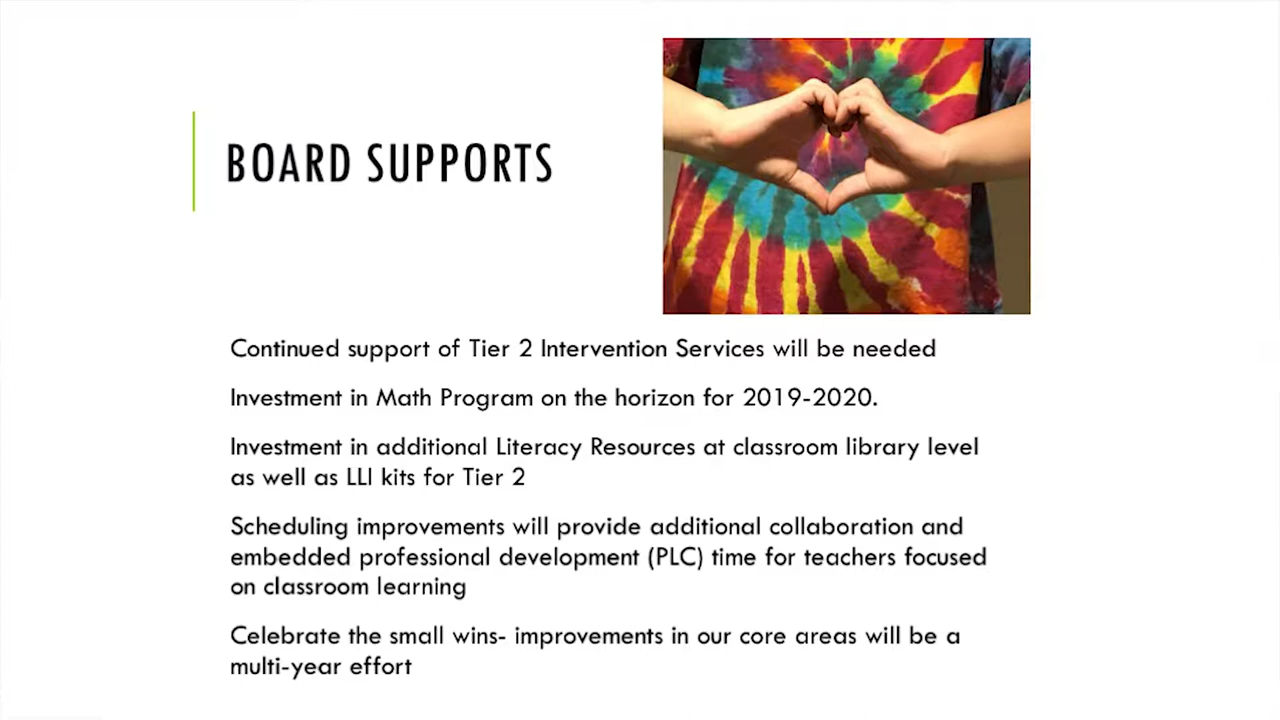 BOARD SUPPORTS
Continued support of Tier 2 Intervention Services will be needed
Investment in Math Program on the horizon for 2019-2020.
Investment in additional Literacy Resources at classroom library level
as well as LLI kits for Tier 2
Scheduling improvements will provide additional collaboration and
embedded professional development (PLC) time for teachers focused
on classroom learning
Celebrate the small wins- improvements in our core areas will be a
multi-year effort